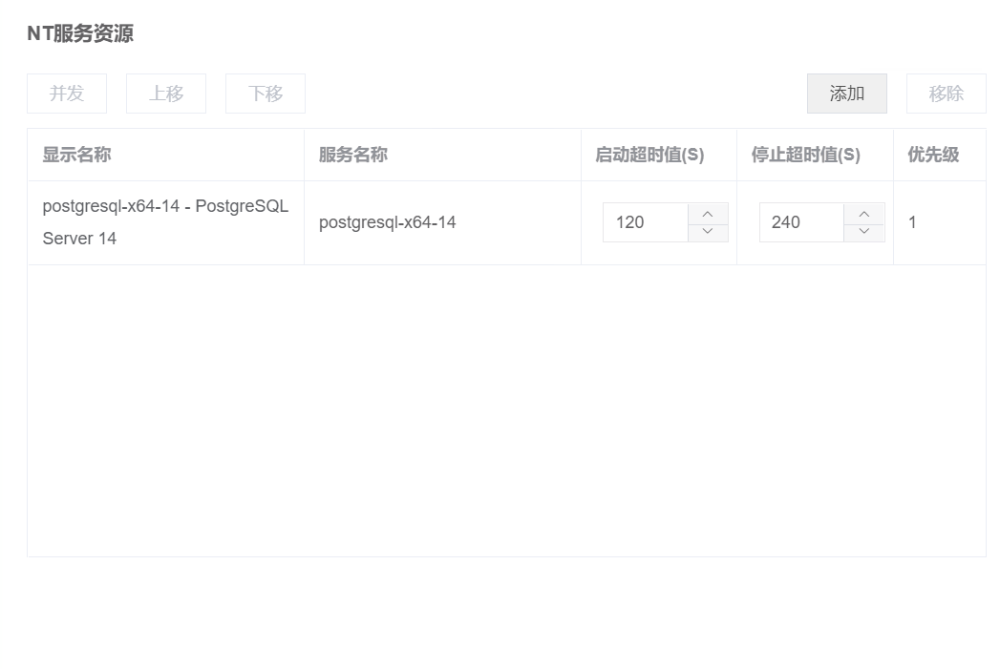 NT服务资源
并发 上移 下移 添加 移除
显示名称 服务名称 启动超时值(S) 停止超时值(S) 优先级
postgresql-x64-14 - PostgreSQL
Server 14
postgresql-x64-14 120 240 1